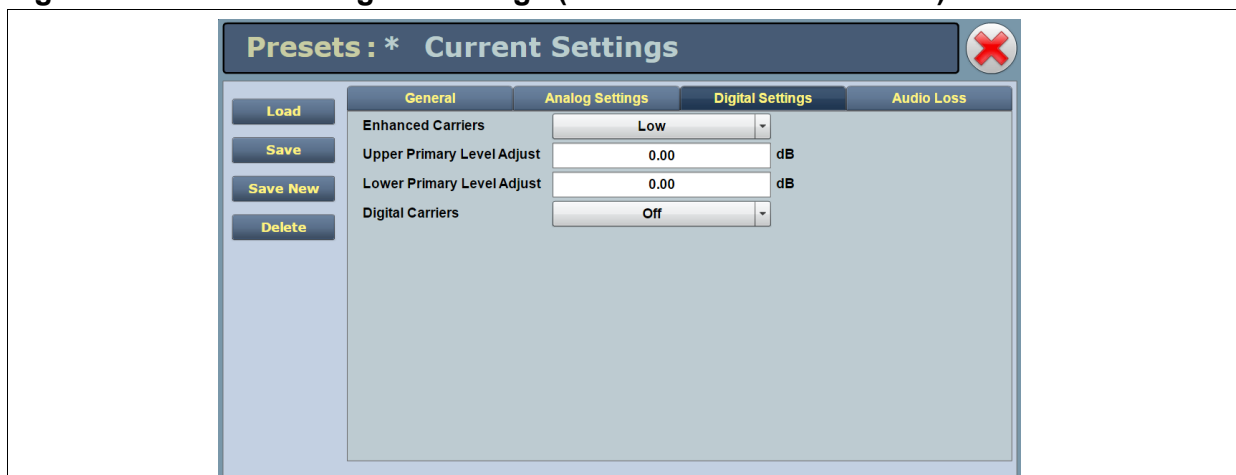 Presets: * Current Settings
Load
Save
Save New
Delete
General Analog Settings Digital Settings Audio Loss
Enhanced Carriers Low
Upper Primary Level Adjust 0.00 dB
Lower Primary Level Adjust 0.00 dB
Digital Carriers Off